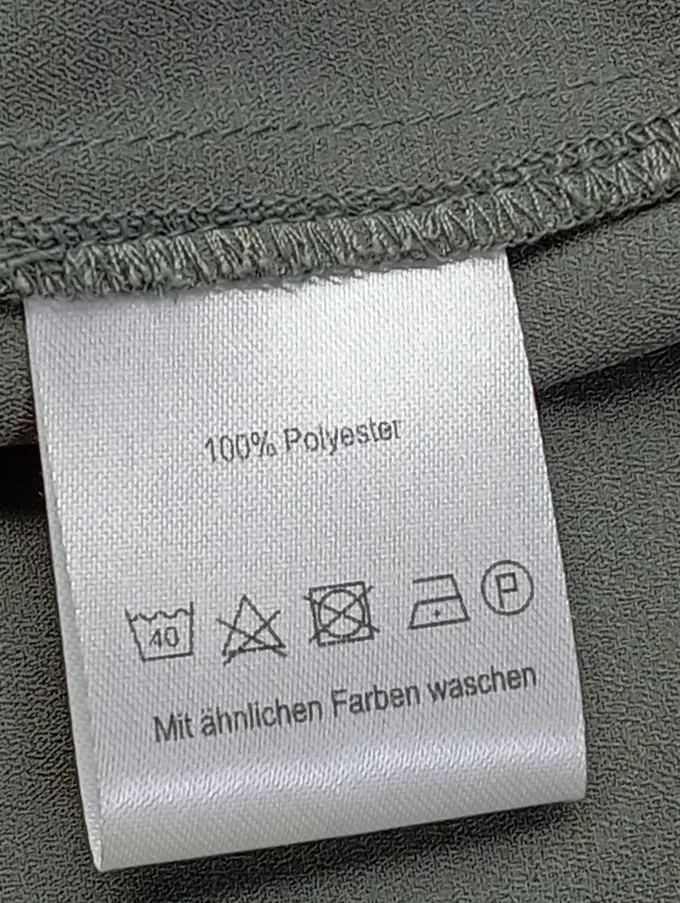 100% Polyester
40 P
Mit ähnlichen Farben waschen